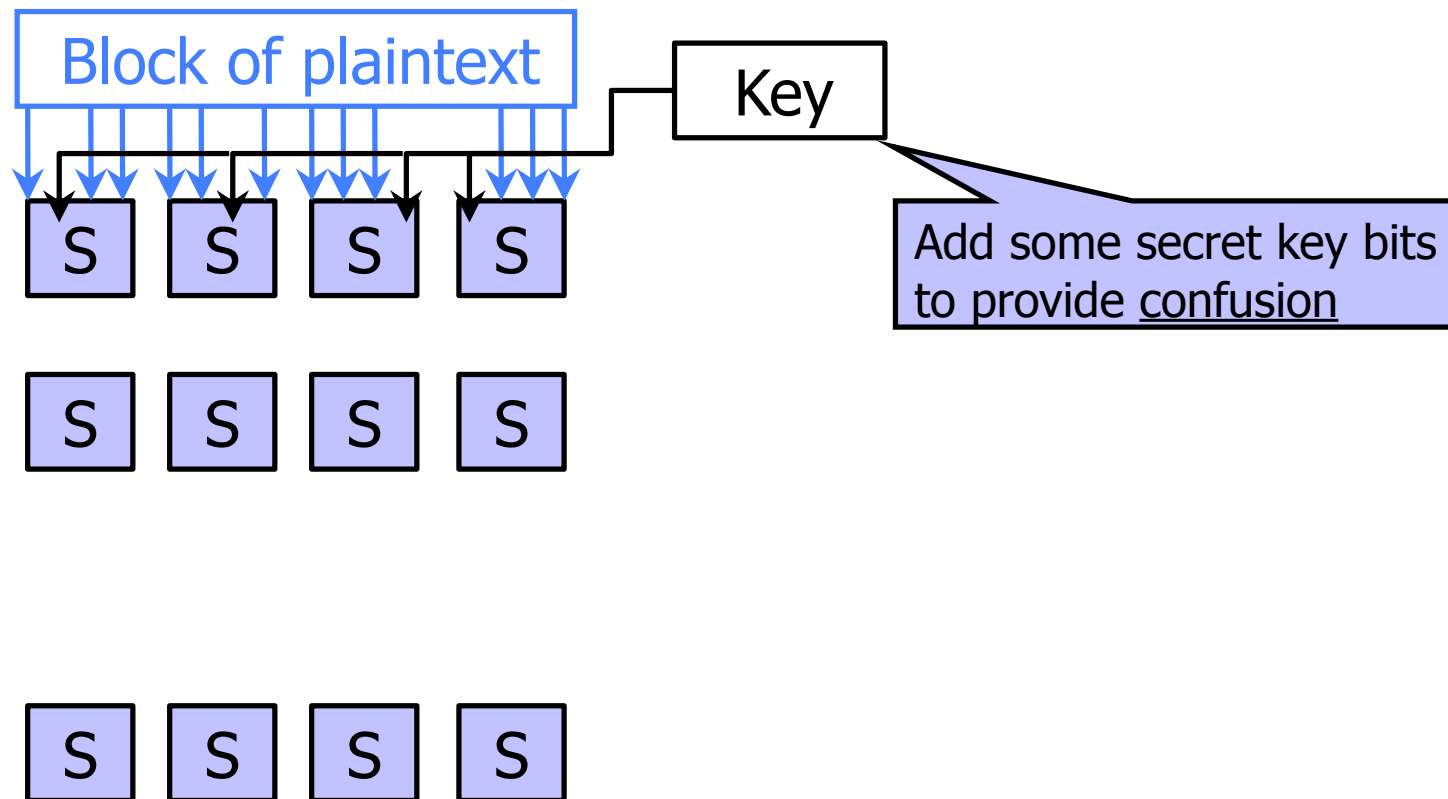 Block of plaintext
Key
S S S S
Add some secret key bits
to provide confusion
S S S S
S S S S